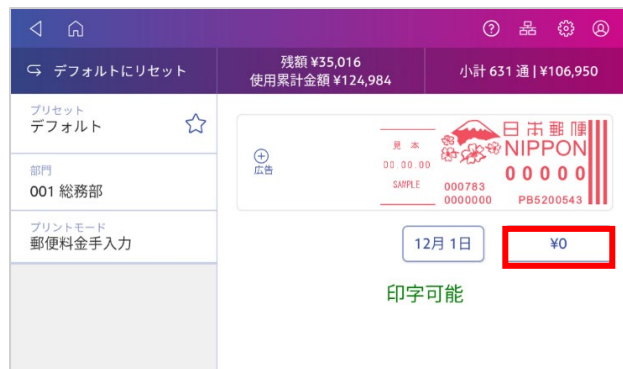 デフォルトにリセット
残額 ¥35,016
使用累計金額 ¥124,984
小計 631 通 | ¥106,950
プリセット
デフォルト
部門
001 総務部
プリントモード
郵便料金手入力
広告
見 本
00.00.00
SAMPLE
日本郵便
NIPPON
00000
000783
0000000
PB5200543
12月 1日
¥0
印字可能